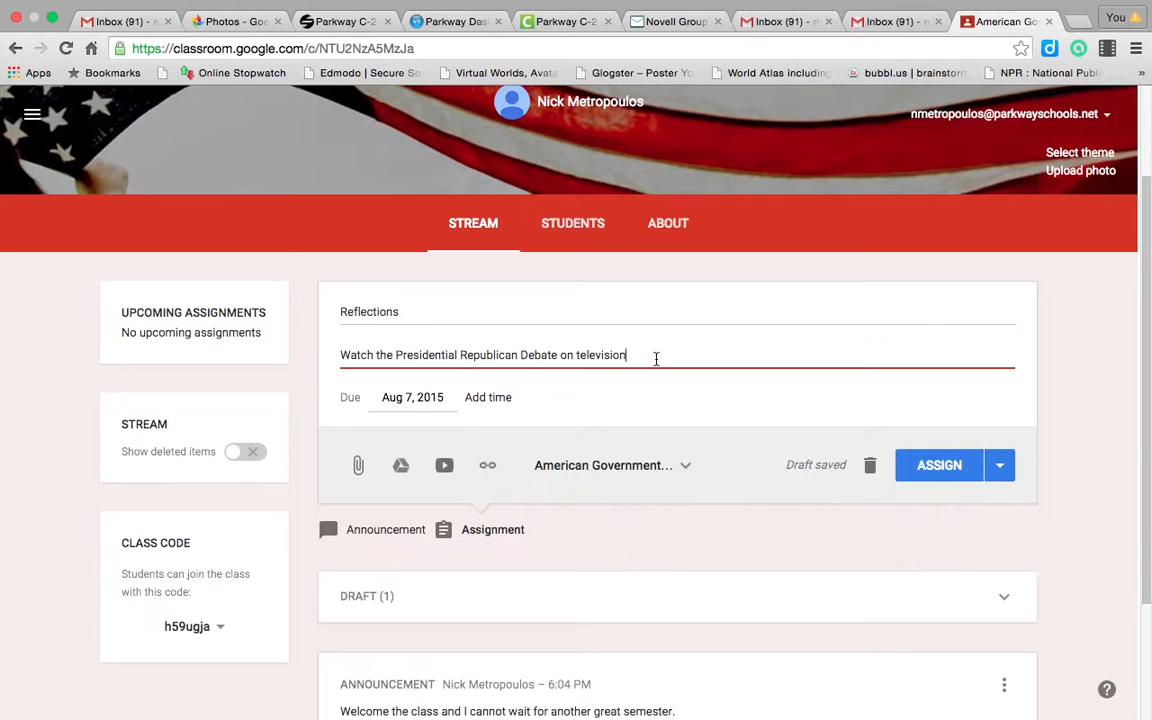 Inbox (91) - n
Photos - Goo
Parkway C-2
Parkway Das
Parkway C-2
Novell Group
Inbox (91) - n
Inbox (91) - n
American Go
You
https://classroom.google.com/c/NTU2NzA5MzJa
Apps
Bookmarks
Online Stopwatch
Edmodo | Secure So
Virtual Worlds, Avata
Glogster – Poster Yo
World Atlas including
bubbl.us | brainstorm
NPR : National Publi
»
Nick Metropoulos
nmetropoulos@parkwayschools.net
Select theme
Upload photo
STREAM
STUDENTS
ABOUT
UPCOMING ASSIGNMENTS
No upcoming assignments
STREAM
Show deleted items
CLASS CODE
Students can join the class
with this code:
h59ugja
Reflections
Watch the Presidential Republican Debate on television
Due Aug 7, 2015 Add time
American Government...
Draft saved
ASSIGN
Announcement
Assignment
DRAFT (1)
ANNOUNCEMENT Nick Metropoulos – 6:04 PM
Welcome the class and I cannot wait for another great semester.
?